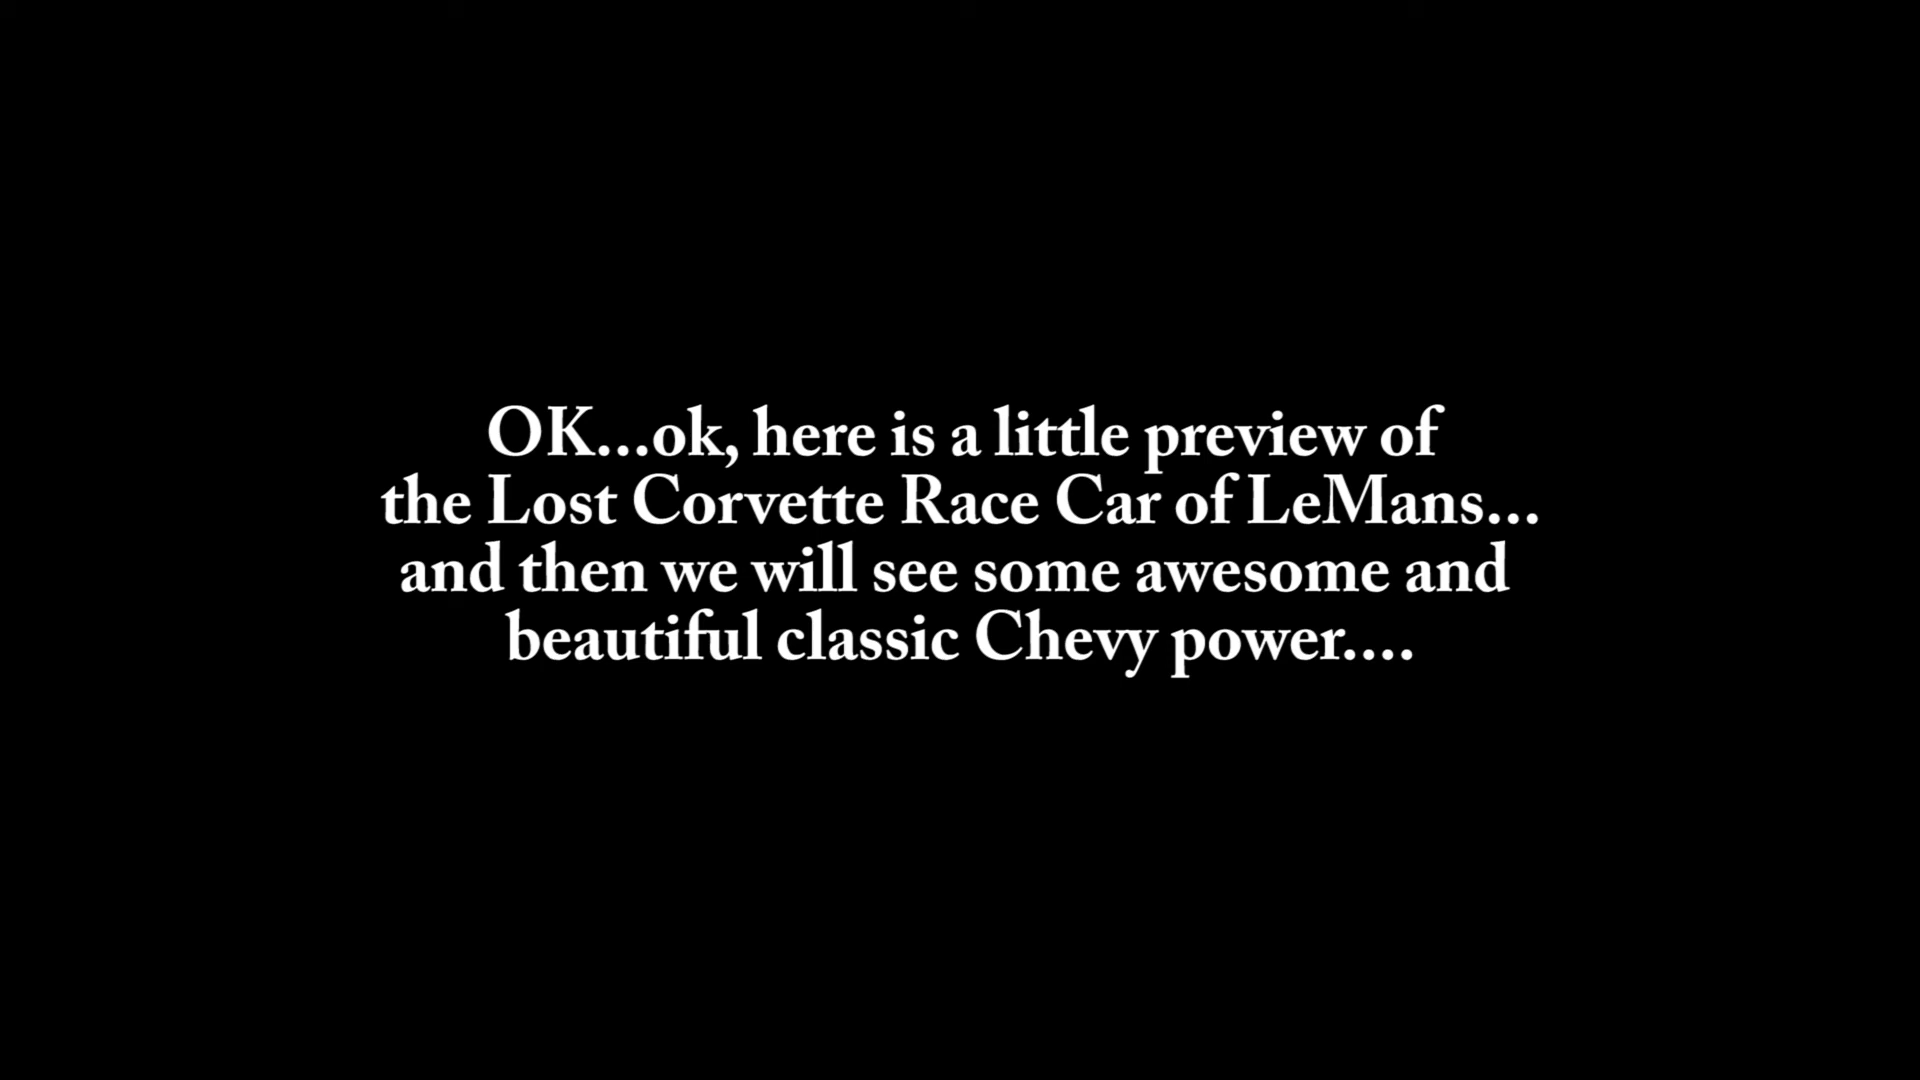 OK...ok, here is a little preview of
the Lost Corvette Race Car of LeMans...
and then we will see some awesome and
beautiful classic Chevy power....